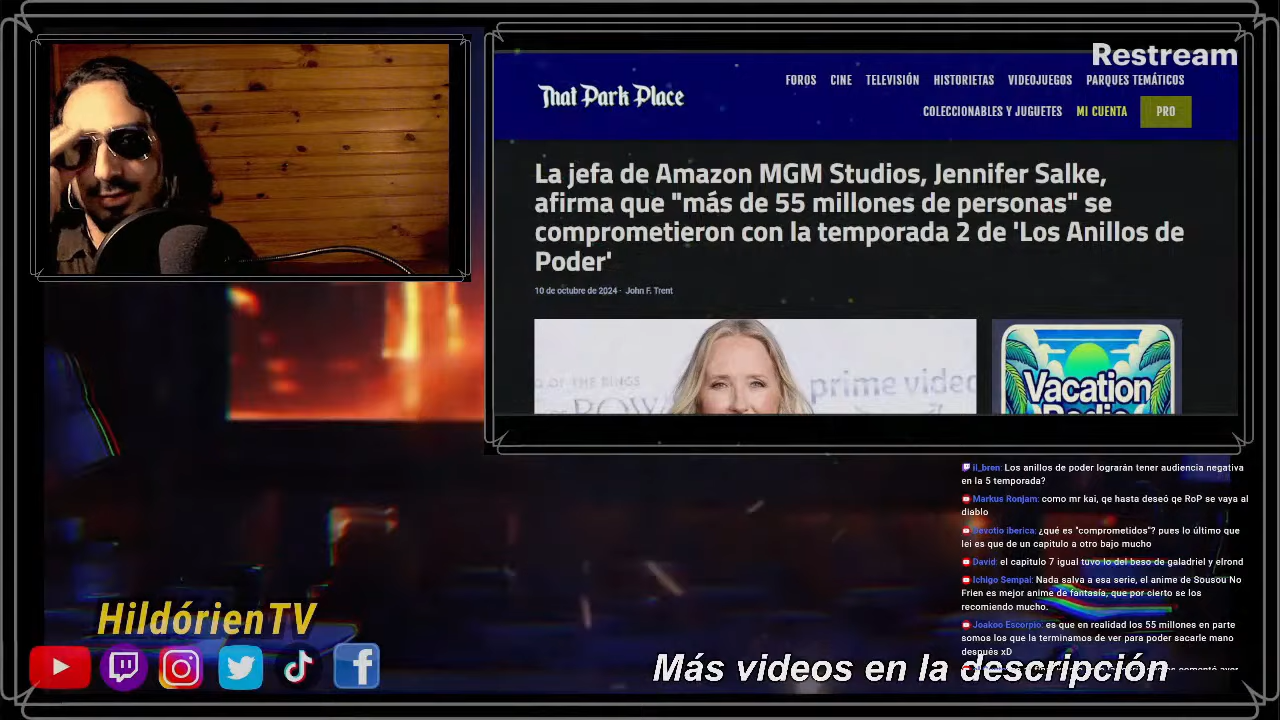 Restream
That Park Place
FOROS CINE TELEVISIÓN HISTORIETAS VIDEOJUEGOS PARQUES TEMÁTICOS
COLECCIONABLES Y JUGUETES MI CUENTA PRO
La jefa de Amazon MGM Studios, Jennifer Salke,
afirma que "más de 55 millones de personas" se
comprometieron con la temporada 2 de 'Los Anillos de
Poder'
10 de octubre de 2024 · John F. Trent
OF THE RINGS
prime video
Vacation
il_bren: Los anillos de poder lograrán tener audiencia negativa
en la 5 temporada?
Markus Ronjam: como mr kai, qe hasta deseó qe RoP se vaya al
diablo
Devotio iberica: ¿qué es "comprometidos"? pues lo último que
lei es que de un capitulo a otro bajo mucho
David: el capitulo 7 igual tuvo lo del beso de galadriel y elrond
Ichigo Sempai: Nada salva a esa serie, el anime de Sousou No
Frien es mejor anime de fantasía, que por cierto se los
recomiendo mucho.
Joakoo Escorpio: es que en realidad los 55 millones en parte
somos los que la terminamos de ver para poder sacarle mano
después xD
HildórienTV
Más videos en la descripción